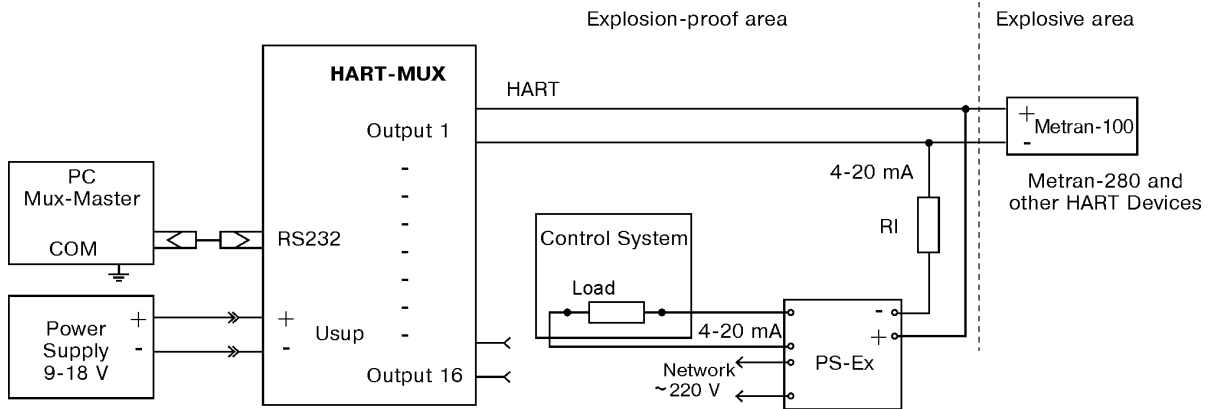 Explosion-proof area
Explosive area
HART-MUX
HART
Output 1
-
-
-
-
-
-
-
Output 16
RS232
+
Usup
-
PC
Mux-Master
COM
Power
Supply
9-18 V
+
-
+
Metran-100
-
Metran-280 and
other HART Devices
4-20 mA
RI
Control System
Load
4-20 mA
-
+
PS-Ex
Network
~220 V